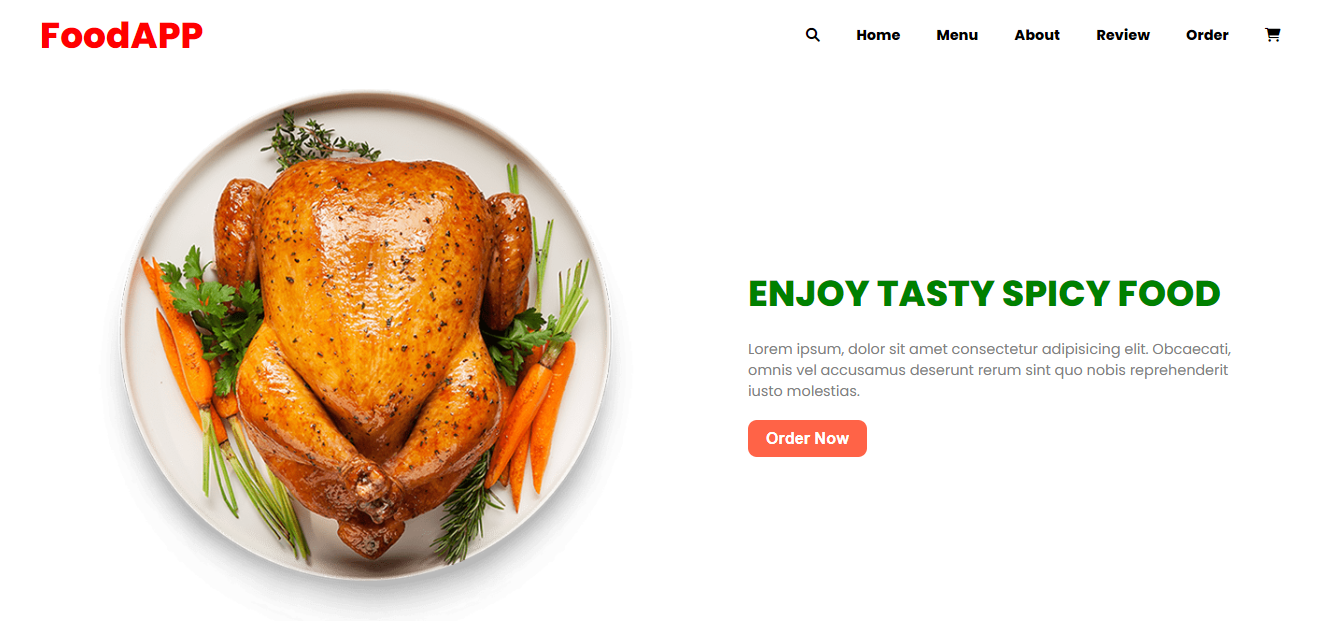 FoodAPP
Home Menu About Review Order
ENJOY TASTY SPICY FOOD
Lorem ipsum, dolor sit amet consectetur adipisicing elit. Obcaecati,
omnis vel accusamus deserunt rerum sint quo nobis reprehenderit
iusto molestias.
Order Now